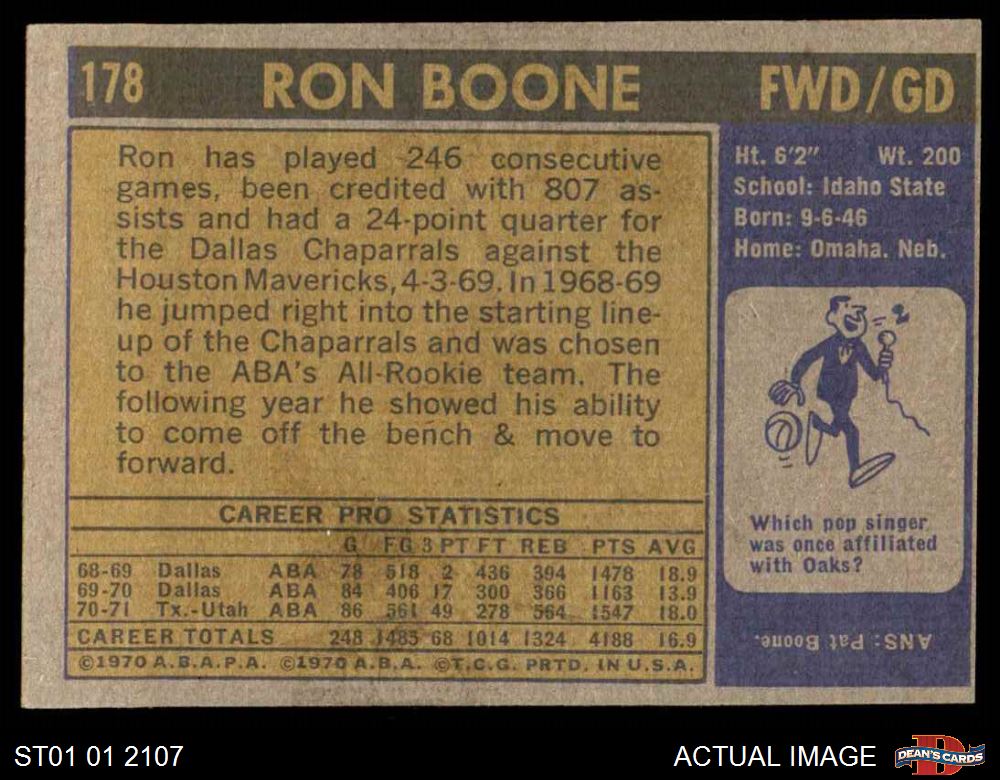 178 RON BOONE FWD/GD
Ron has played 246 consecutive
games, been credited with 807 as-
sists and had a 24-point quarter for
the Dallas Chaparrals against the
Houston Mavericks, 4-3-69. In 1968-69
he jumped right into the starting line-
up of the Chaparrals and was chosen
to the ABA's All-Rookie team. The
following year he showed his ability
to come off the bench & move to
forward.
Ht. 6'2" Wt. 200
School: Idaho State
Born: 9-6-46
Home: Omaha. Neb.
Which pop singer
was once affiliated
with Oaks?
ANS: Pat Boone.
CAREER PRO STATISTICS
G FG 3 PT FT REB PTS AVG
68-69 Dallas ABA 78 518 2 436 394 1478 18.9
69-70 Dallas ABA 84 406 17 300 366 1163 13.9
70-71 Tx.-Utah ABA 86 561 49 278 564 1547 18.0
CAREER TOTALS 248 1485 68 1014 1324 4188 16.9
©1970 A.B.A.P.A. ©1970 A.B.A. ©T.C.G. PRTD. IN U.S.A.
ST01 01 2107
ACTUAL IMAGE
D
DEAN'S CARDS